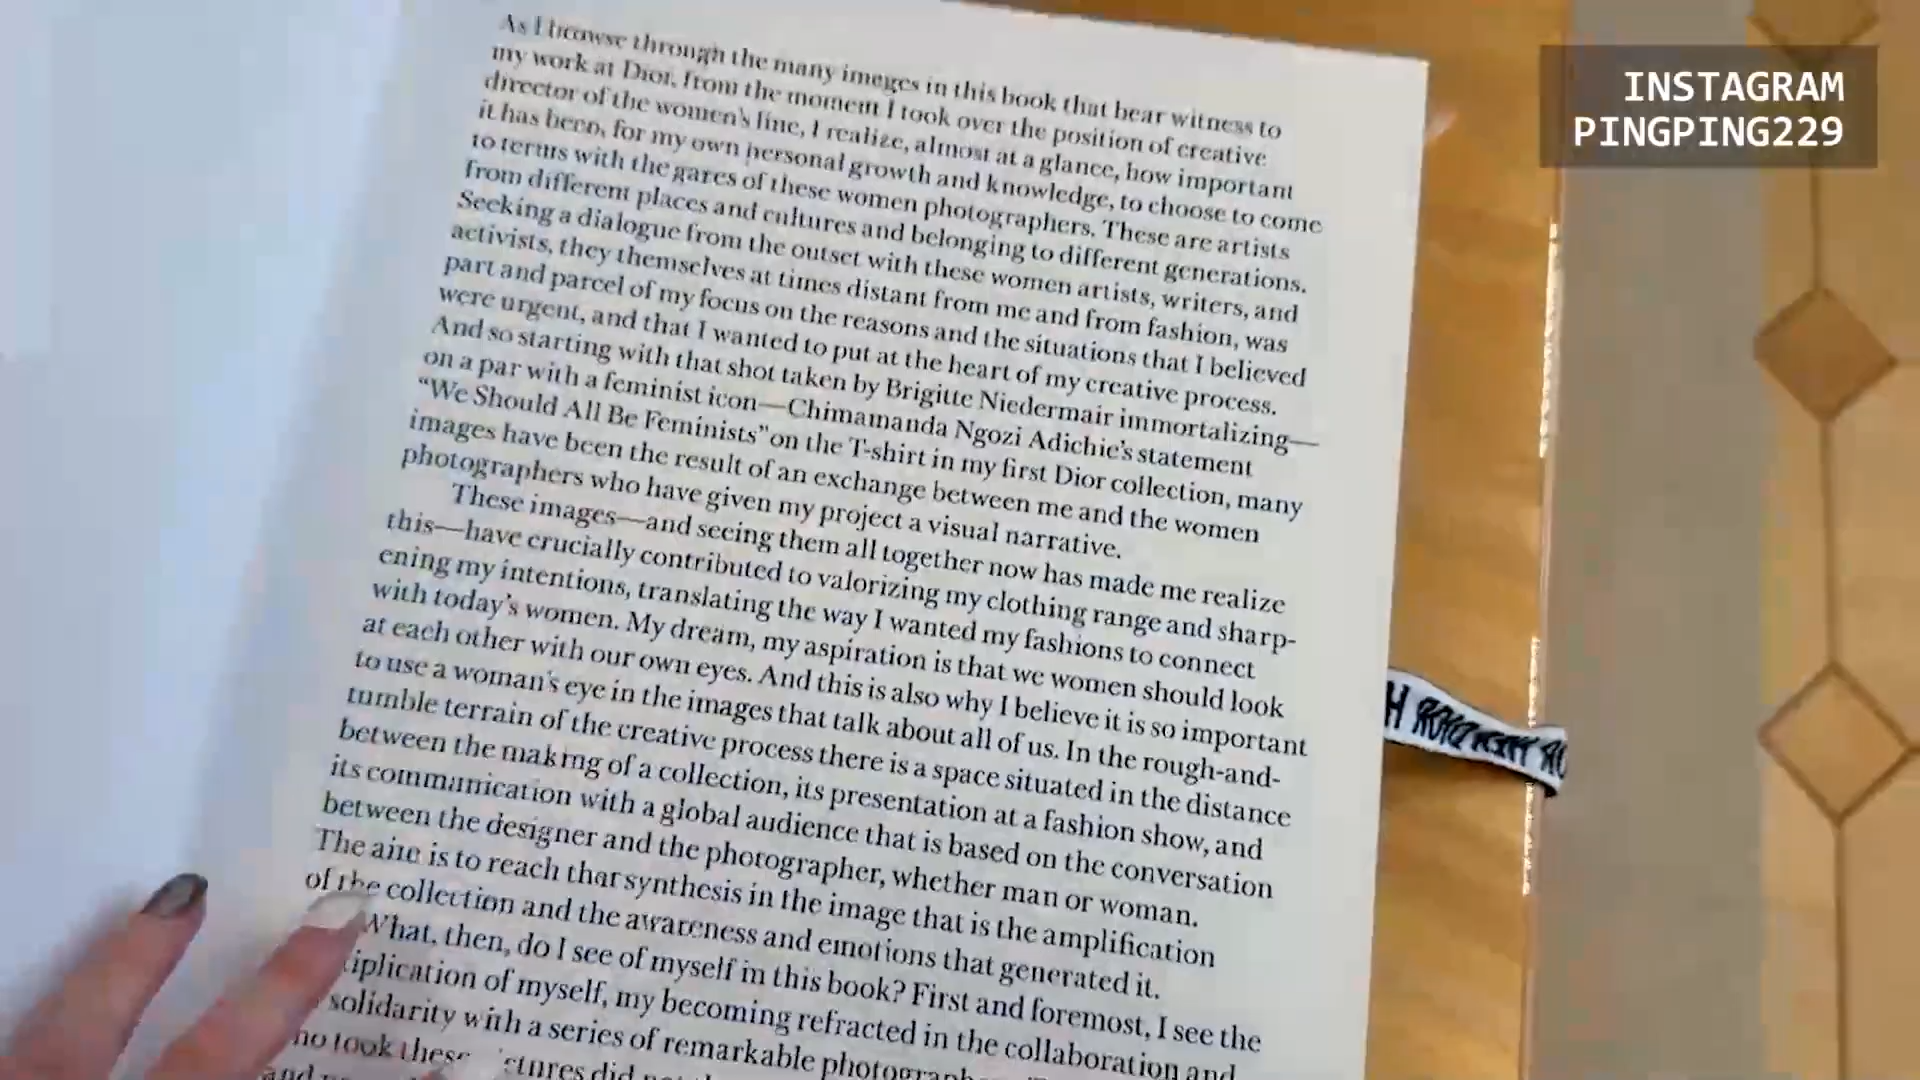 As I browse through the many imeges in this book that bear witness to
my work at Dior, from the moment I took over the position of creative
director of the women's line, I realize, almost at a glance, how important
it has been, for my own personal growth and knowledge, to choose to come
to terms with the gazes of these women photographers. These are artists
from different places and cultures and belonging to different generations.
Seeking a dialogue from the outset with these women artists, writers, and
activists, they themselves at times distant from me and from fashion, was
part and parcel of my focus on the reasons and the situations that I believed
were urgent, and that I wanted to put at the heart of my creative process.
And so starting with that shot taken by Brigitte Niedermair immortalizing—
on a par with a feminist icon—Chimamanda Ngozi Adichie's statement
“We Should All Be Feminists” on the T-shirt in my first Dior collection, many
images have been the result of an exchange between me and the women
photographers who have given my project a visual narrative.
These images—and seeing them all together now has made me realize
this—have crucially contributed to valorizing my clothing range and sharp-
ening my intentions, translating the way I wanted my fashions to connect
with today's women. My dream, my aspiration is that we women should look
at each other with our own eyes. And this is also why I believe it is so important
to use a woman's eye in the images that talk about all of us. In the rough-and-
tumble terrain of the creative process there is a space situated in the distance
between the making of a collection, its presentation at a fashion show, and
its communication with a global audience that is based on the conversation
between the designer and the photographer, whether man or woman.
The aim is to reach that synthesis in the image that is the amplification
of the collection and the awareness and emotions that generated it.
What, then, do I see of myself in this book? First and foremost, I see the
of myself, my becoming refracted in the collaboration and
solidarity with a series of remarkable
took these
INSTAGRAM
PINGPING229